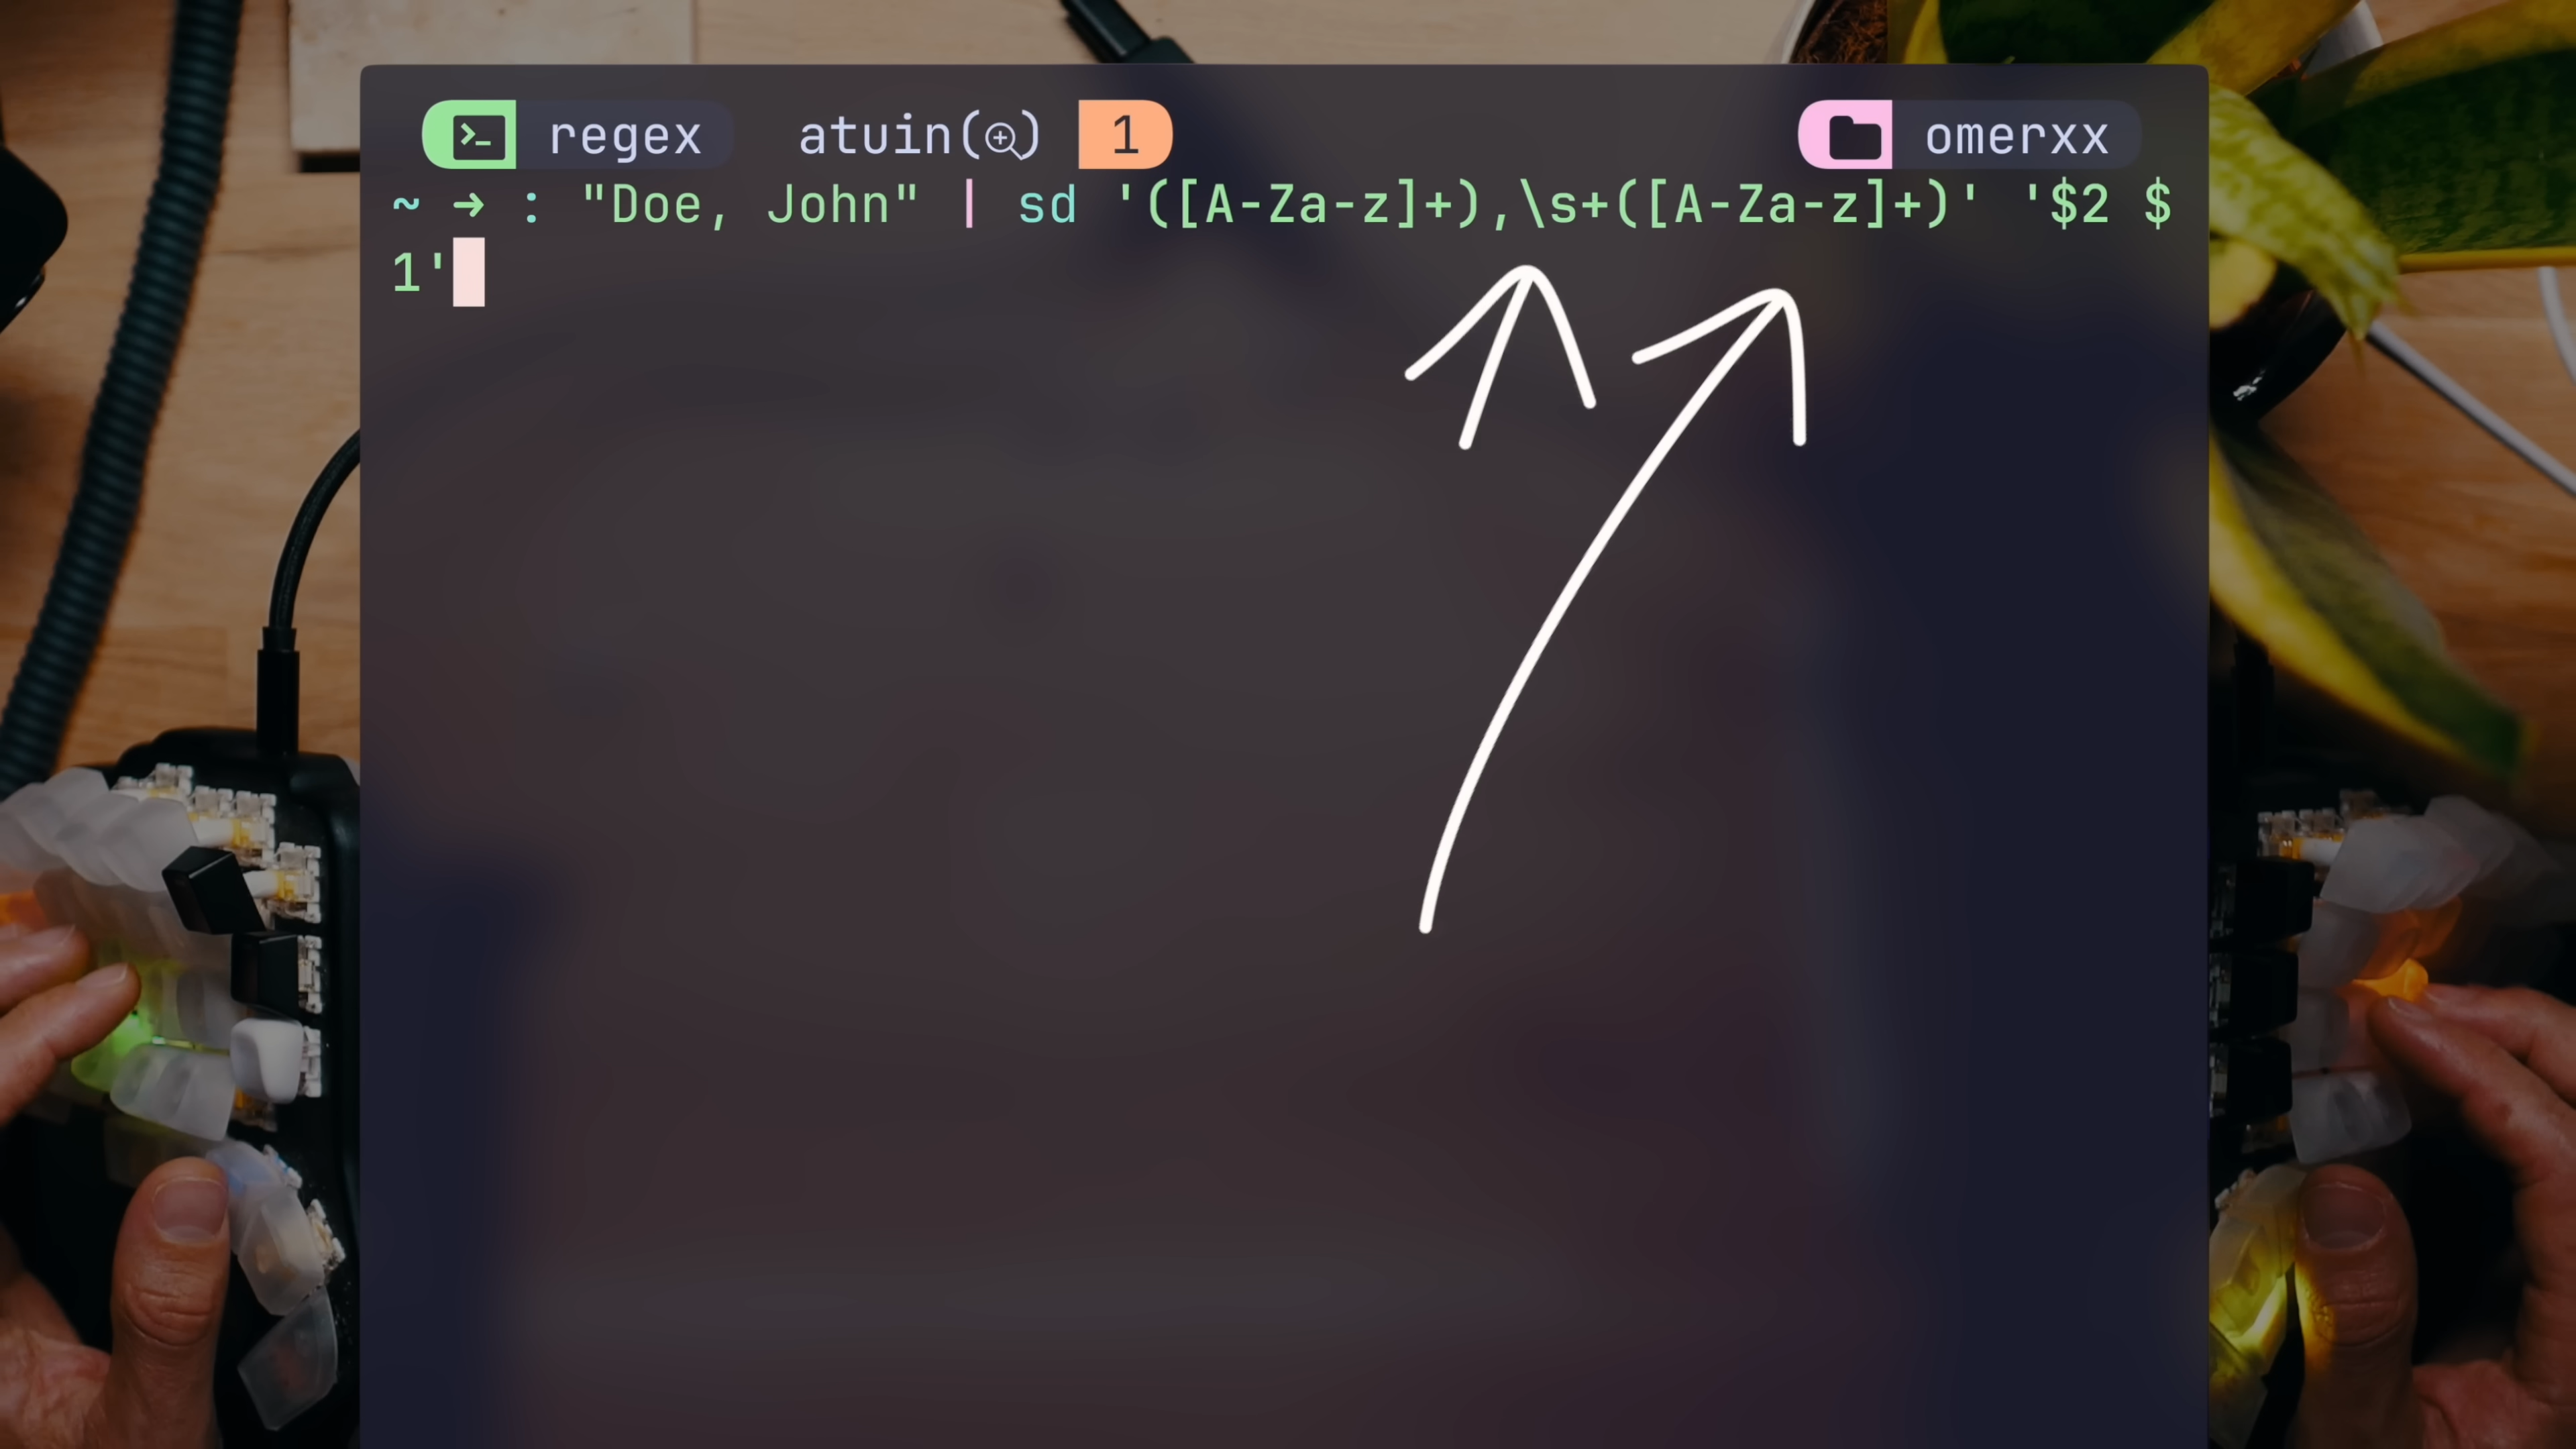 >_ regex atuin() 1 omerxx
~ → : "Doe, John" | sd '([A-Za-z]+),\s+([A-Za-z]+)' '$2 $
1'